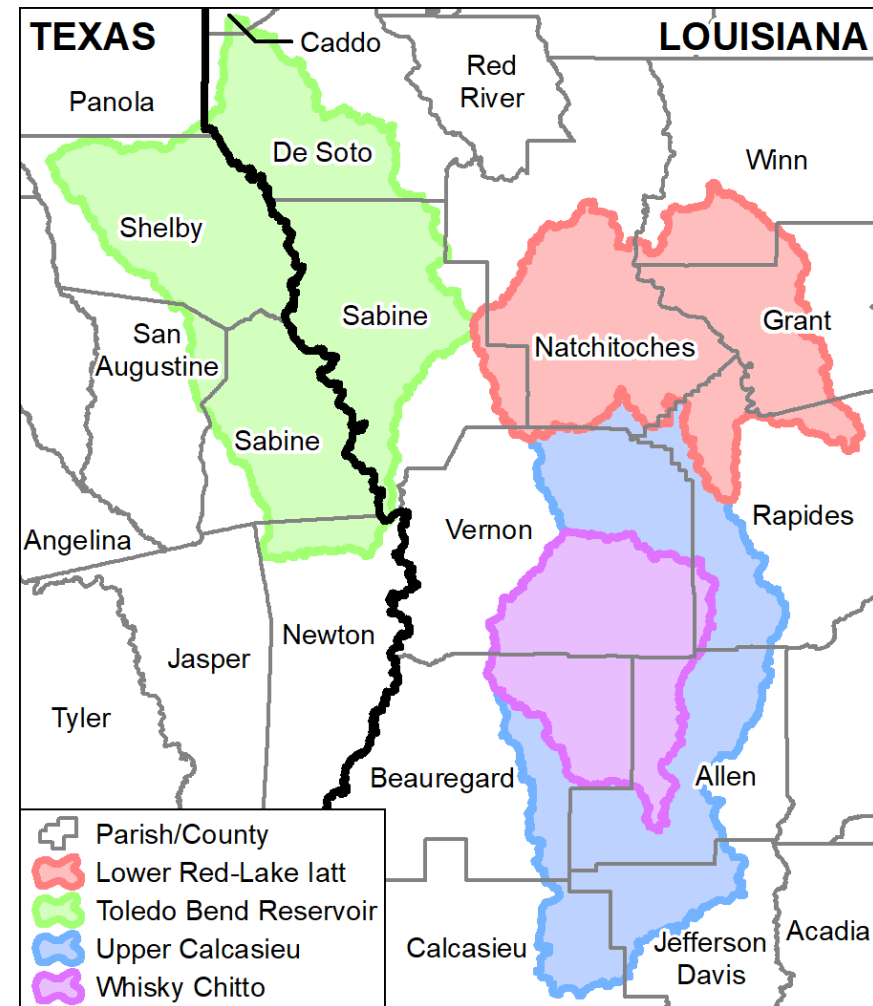 TEXAS
LOUISIANA
Caddo
Red
River
Panola
De Soto
Winn
Shelby
Sabine
Grant
San
Augustine
Natchitoches
Sabine
Vernon
Rapides
Angelina
Newton
Jasper
Tyler
Beauregard
Allen
Parish/County
Lower Red-Lake Iatt
Toledo Bend Reservoir
Upper Calcasieu
Whisky Chitto
Calcasieu
Jefferson
Davis
Acadia